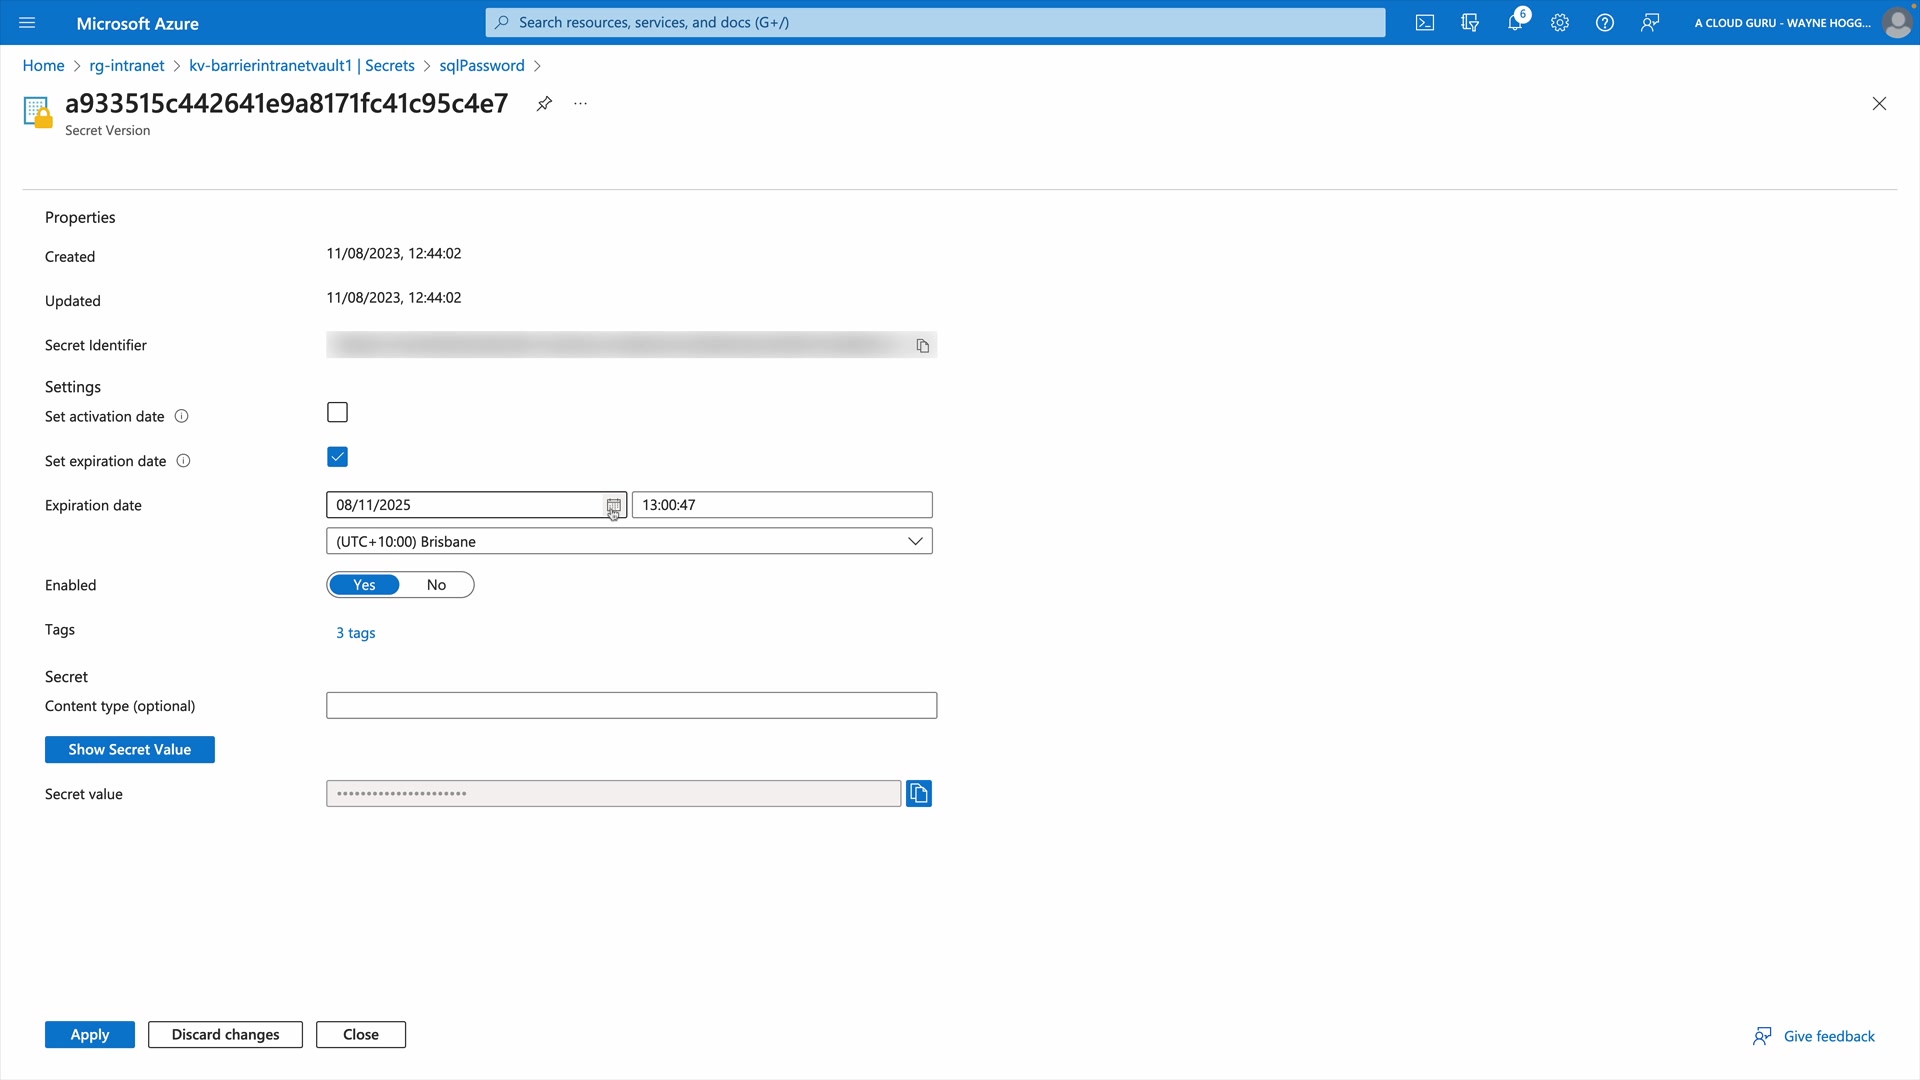 Microsoft Azure
Search resources, services, and docs (G+/)
6
A CLOUD GURU - WAYNE HOGG...
Home > rg-intranet > kv-barrierintranetvault1 | Secrets > sqlPassword >
a933515c442641e9a8171fc41c95c4e7
Secret Version
Properties
Created 11/08/2023, 12:44:02
Updated 11/08/2023, 12:44:02
Secret Identifier
Settings
Set activation date
Set expiration date
Expiration date 08/11/2025 13:00:47
(UTC+10:00) Brisbane
Enabled Yes No
Tags 3 tags
Secret
Content type (optional)
Show Secret Value
Secret value ••••••••••••••••••••••
Apply Discard changes Close Give feedback